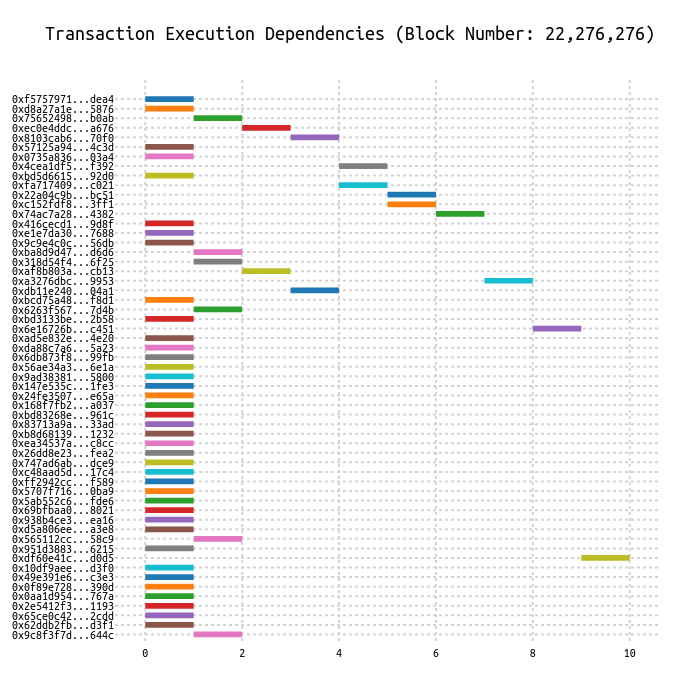 Transaction Execution Dependencies (Block Number: 22,276,276)
0xf5757971...dea4
0xd8a27a1e...5876
0x75652498...b0ab
0xec0e4ddc...a676
0x8103cab6...70f0
0x57125a94...4c3d
0x0735a836...03a4
0x4cea1df5...f392
0xbd5d6615...92d0
0xfa717409...c021
0x22a04c9b...bc51
0xc152fdf8...3ff1
0x74ac7a28...4382
0x416cecd1...9d8f
0xe1e7da30...7688
0x9c9e4c0c...56db
0xba8d9d47...d6d6
0x318d54f4...6f25
0xaf8b803a...cb13
0xa3276dbc...9953
0xdb11e240...04a1
0xbcd75a48...f8d1
0x6263f567...7d4b
0xbd3133be...2b58
0x6e16726b...c451
0xad5e832e...4e20
0xda88c7a6...5a23
0x6db873f8...99fb
0x56ae34a3...6e1a
0x9ad38381...5800
0x147e535c...1fe3
0x24fe3507...e65a
0x168f7fb2...a037
0xbd83268e...961c
0x83713a9a...33ad
0xb8d68139...1232
0xea34537a...c8cc
0x26dd8e23...fea2
0x747ad6ab...dce9
0xc48aad5d...17c4
0xff2942cc...f589
0x5707f716...0ba9
0x5ab552c6...fde6
0x69bfbaa0...8021
0x938b4ce3...ea16
0xd5a806ee...a3e8
0x565112cc...58c9
0x951d3883...6215
0xdf60e41c...d0d5
0x10df9aee...d3f0
0x49e391e6...c3e3
0x0f89e728...390d
0x0aa1d954...767a
0x2e5412f3...1193
0x65ce0c42...2cdd
0x62ddb2fb...d3f1
0x9c8f3f7d...644c
0 2 4 6 8 10